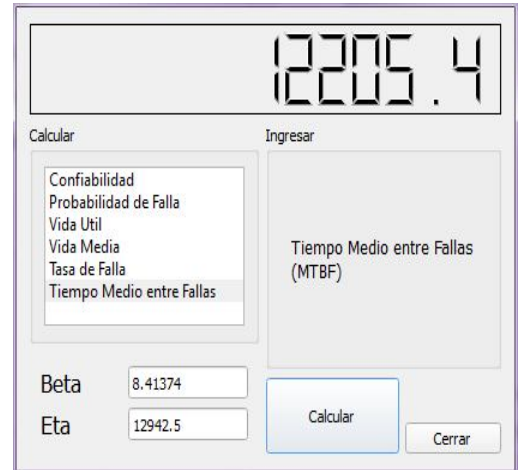 12205.4
Calcular
Ingresar
Confiabilidad
Probabilidad de Falla
Vida Util
Vida Media
Tasa de Falla
Tiempo Medio entre Fallas
Tiempo Medio entre Fallas
(MTBF)
Beta
8.41374
Eta
12942.5
Calcular
Cerrar